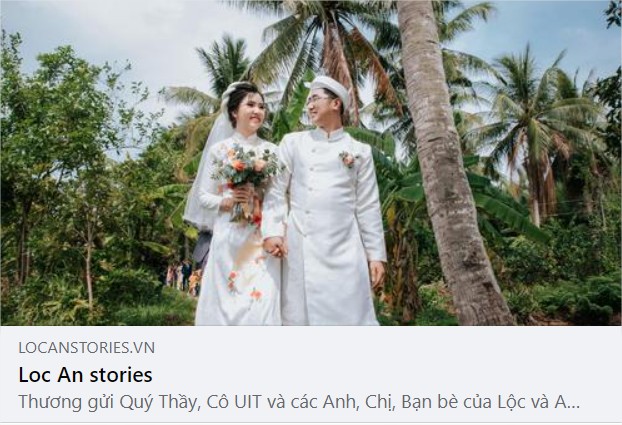 LOCANSTORIES.VN
Loc An stories
Thương gửi Quý Thầy, Cô UIT và các Anh, Chị, Bạn bè của Lộc và A...